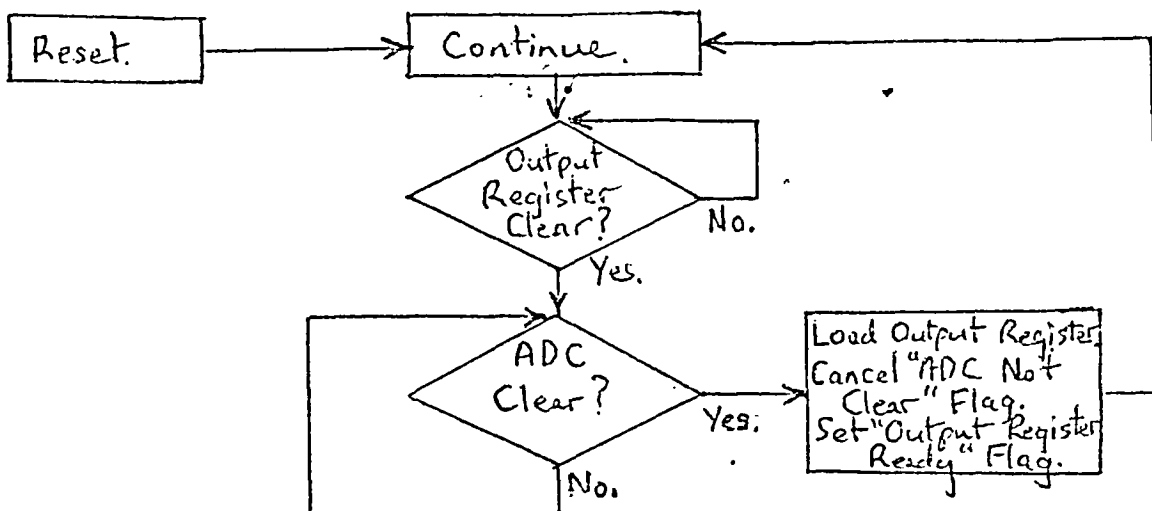 Reset.
Continue.
Output
Register
Clear?
No.
Yes.
ADC
Clear?
Yes.
No.
Load Output Register.
Cancel "ADC Not
Clear" Flag.
Set "Output Register
Ready" Flag.